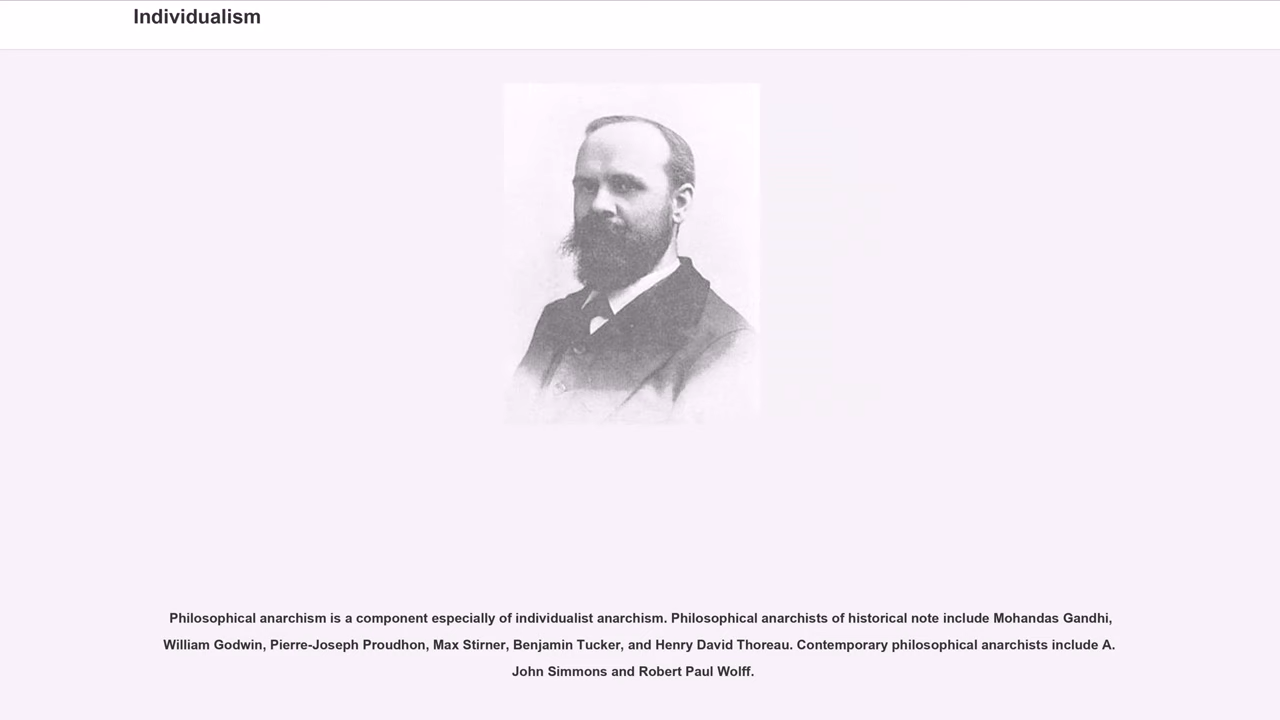 Individualism
Philosophical anarchism is a component especially of individualist anarchism. Philosophical anarchists of historical note include Mohandas Gandhi,
William Godwin, Pierre-Joseph Proudhon, Max Stirner, Benjamin Tucker, and Henry David Thoreau. Contemporary philosophical anarchists include A.
John Simmons and Robert Paul Wolff.